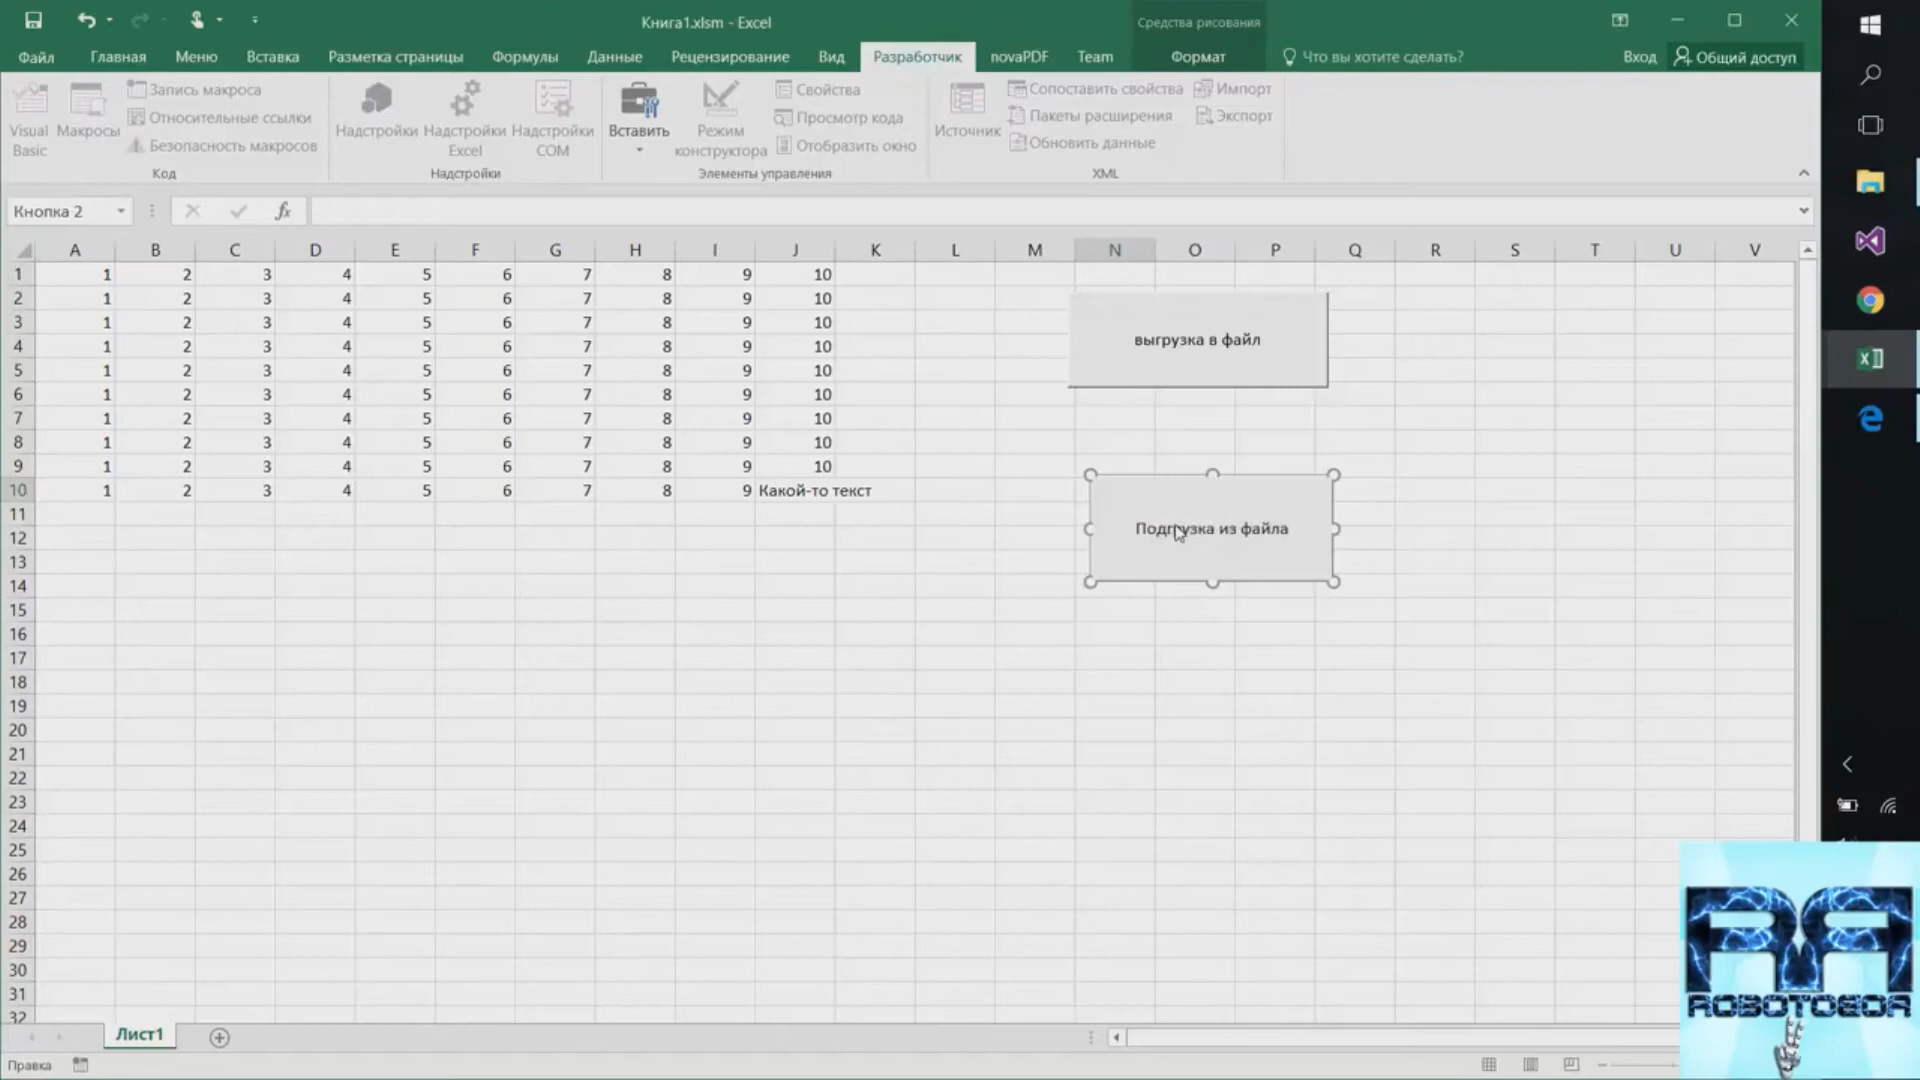 Книга1.xlsm - Excel
Средства рисования
Файл
Главная
Меню
Вставка
Разметка страницы
Формулы
Данные
Рецензирование
Вид
Разработчик
novaPDF
Team
Формат
Что вы хотите сделать?
Вход
Общий доступ
Visual Basic
Макросы
Запись макроса
Относительные ссылки
Безопасность макросов
Код
Надстройки
Надстройки Excel
Надстройки COM
Надстройки
Вставить
Режим конструктора
Свойства
Просмотр кода
Отобразить окно
Элементы управления
Источник
Сопоставить свойства
Пакеты расширения
Обновить данные
Импорт
Экспорт
XML
Кнопка 2
fx
A B C D E F G H I J K L M N O P Q R S T U V
1 1 2 3 4 5 6 7 8 9 10
2 1 2 3 4 5 6 7 8 9 10
3 1 2 3 4 5 6 7 8 9 10
4 1 2 3 4 5 6 7 8 9 10
5 1 2 3 4 5 6 7 8 9 10
6 1 2 3 4 5 6 7 8 9 10
7 1 2 3 4 5 6 7 8 9 10
8 1 2 3 4 5 6 7 8 9 10
9 1 2 3 4 5 6 7 8 9 10
10 1 2 3 4 5 6 7 8 9 Какой-то текст
выгрузка в файл
Подгрузка из файла
11
12
13
14
15
16
17
18
19
20
21
22
23
24
25
26
27
28
29
30
31
32
Лист1
Правка
ROBOTOBOR